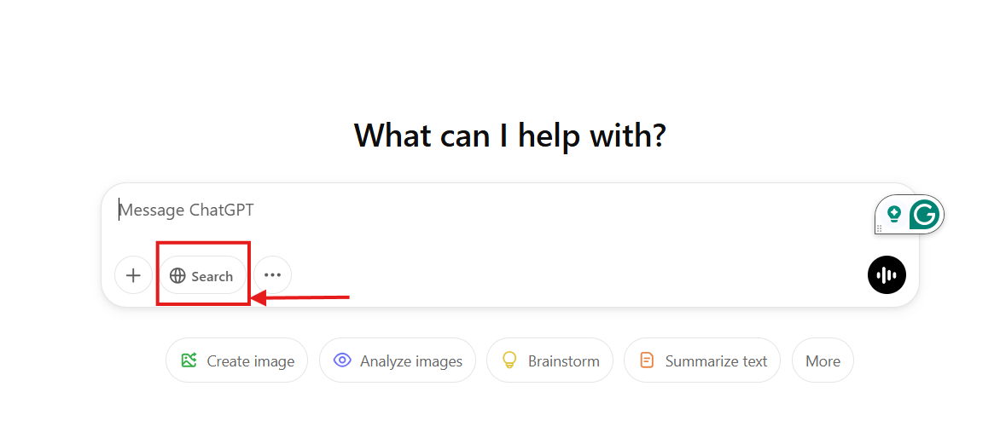 What can I help with?
Message ChatGPT
Search
Create image
Analyze images
Brainstorm
Summarize text
More